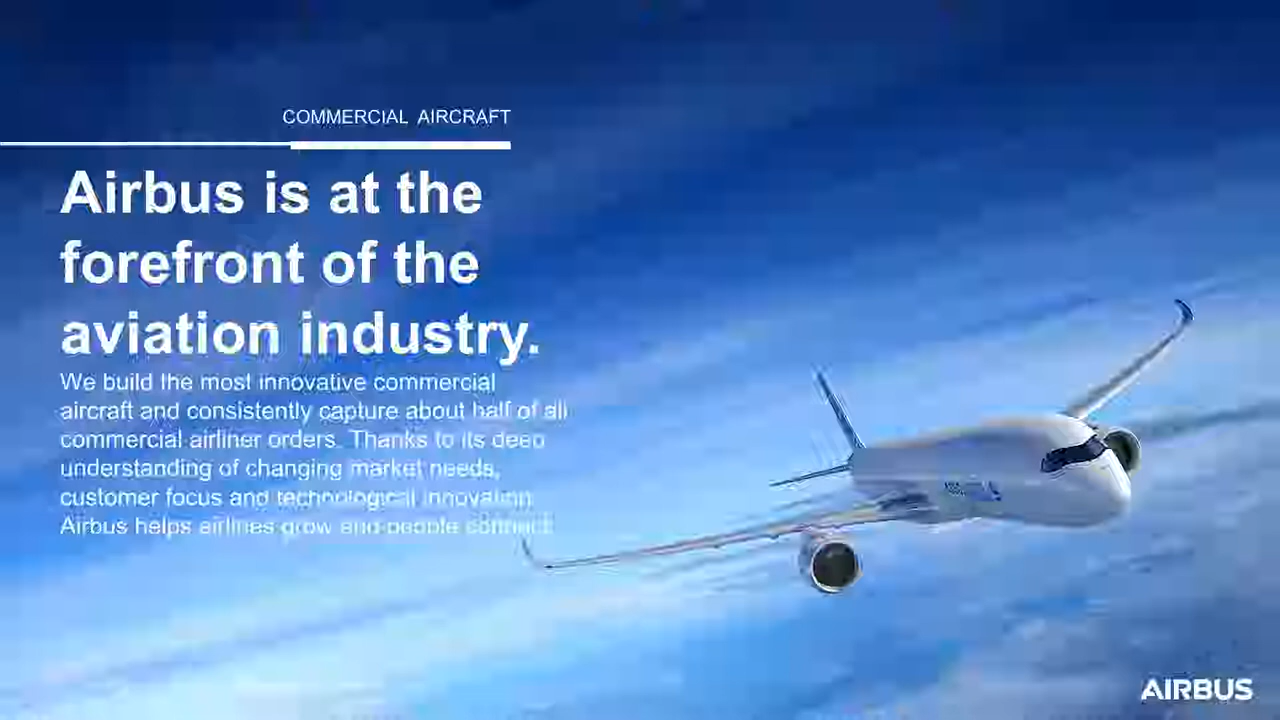 COMMERCIAL AIRCRAFT
Airbus is at the
forefront of the
aviation industry.
We build the most innovative commercial
aircraft and consistently capture about half of all
commercial airliner orders. Thanks to its deep
understanding of changing market needs,
customer focus and technological innovation
Airbus helps airlines grow and people connect.
AIRBUS